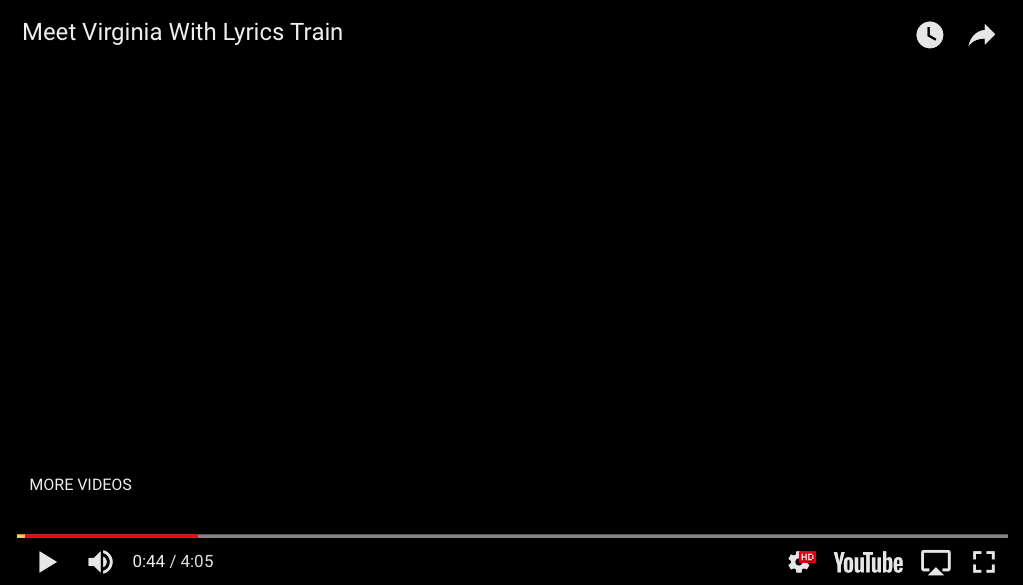 Meet Virginia With Lyrics Train
MORE VIDEOS
0:44 / 4:05
HD
YouTube